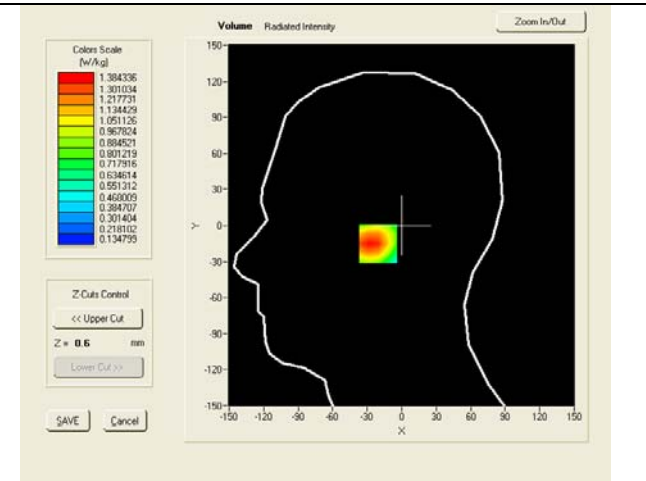 Volume Radiated Intensity
Zoom In/Out
Colors Scale
(W/kg)
1.384336
1.301034
1.217731
1.134429
1.051126
0.967824
0.884521
0.801219
0.717916
0.634614
0.551312
0.468009
0.384707
0.301404
0.218102
0.134799
Z-Cuts Control
<< Upper Cut
Z = 0.6 mm
Lower Cut >>
SAVE Cancel
150
120
90
60
30
0
-30
-60
-90
-120
-150
Y
-150 -120 -90 -60 -30 0 30 60 90 120 150
X